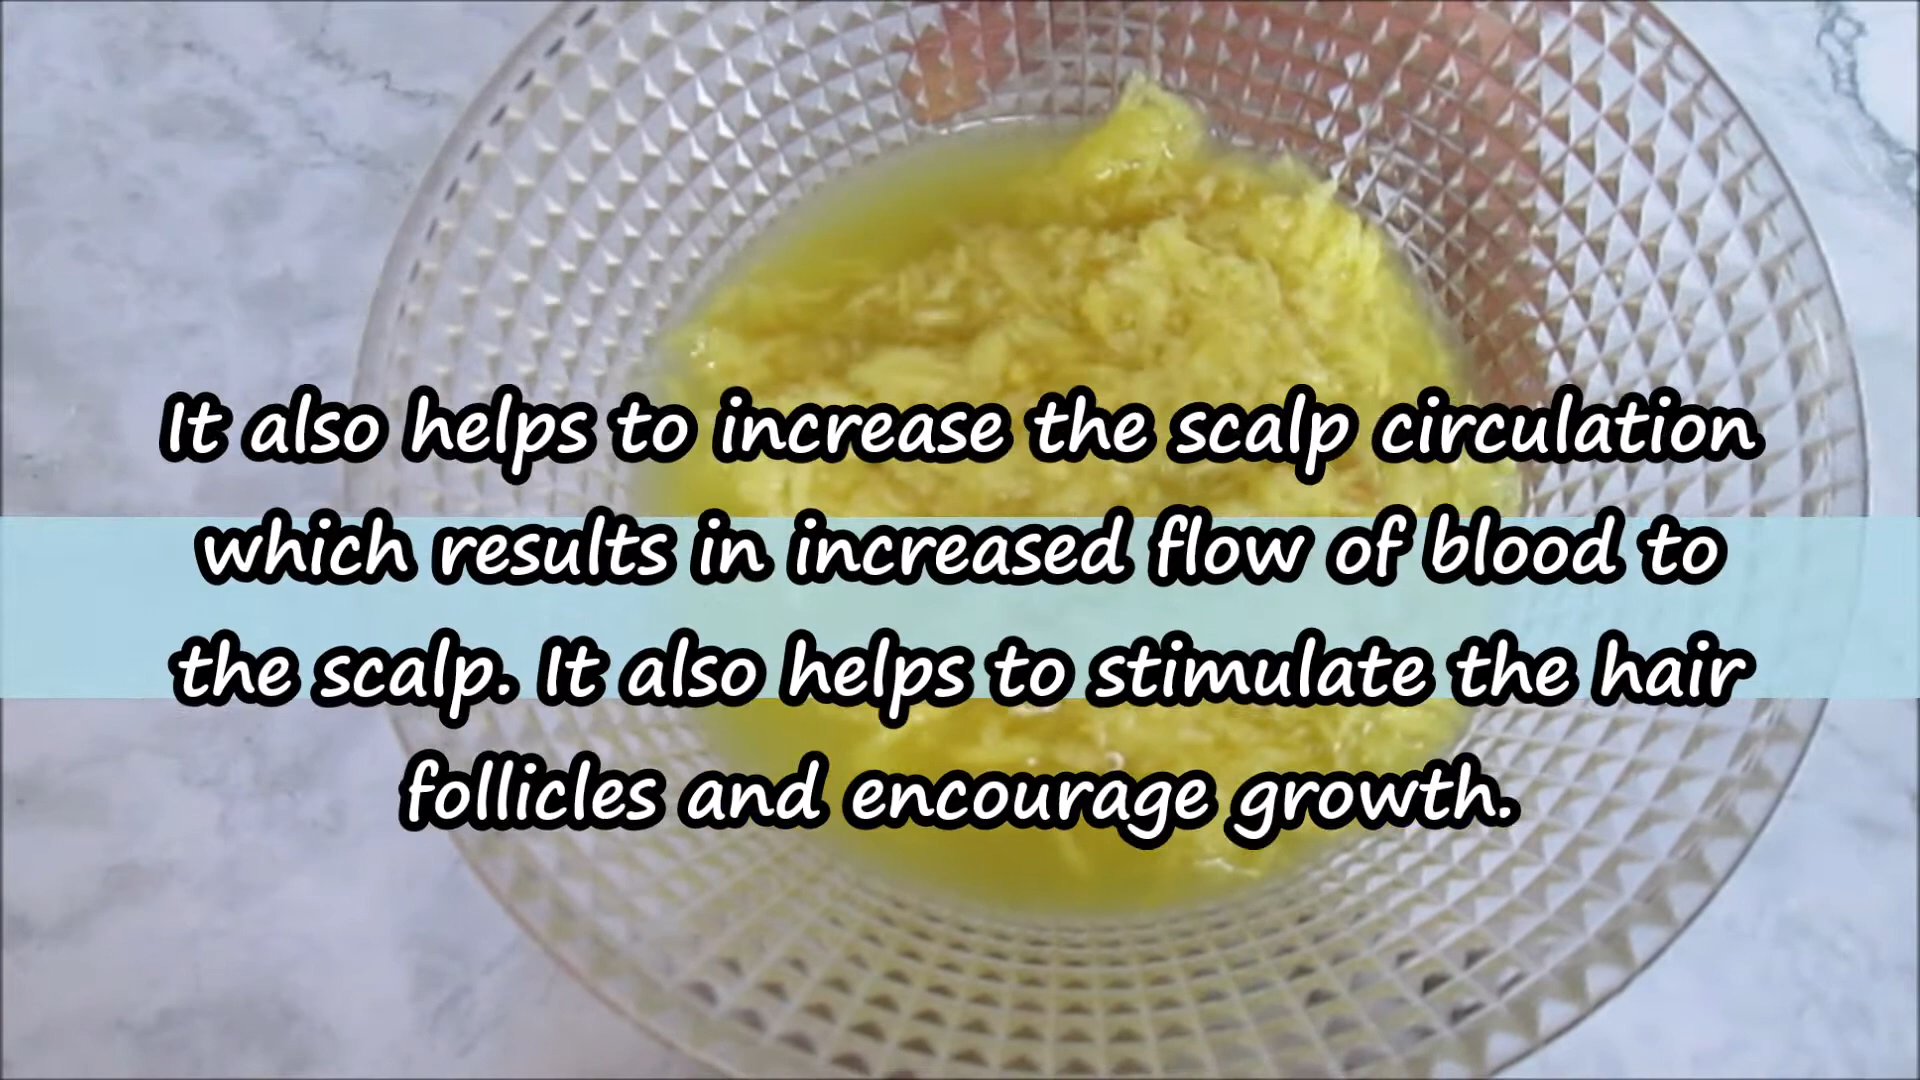 It also helps to increase the scalp circulation
which results in increased flow of blood to
the scalp. It also helps to stimulate the hair
follicles and encourage growth.